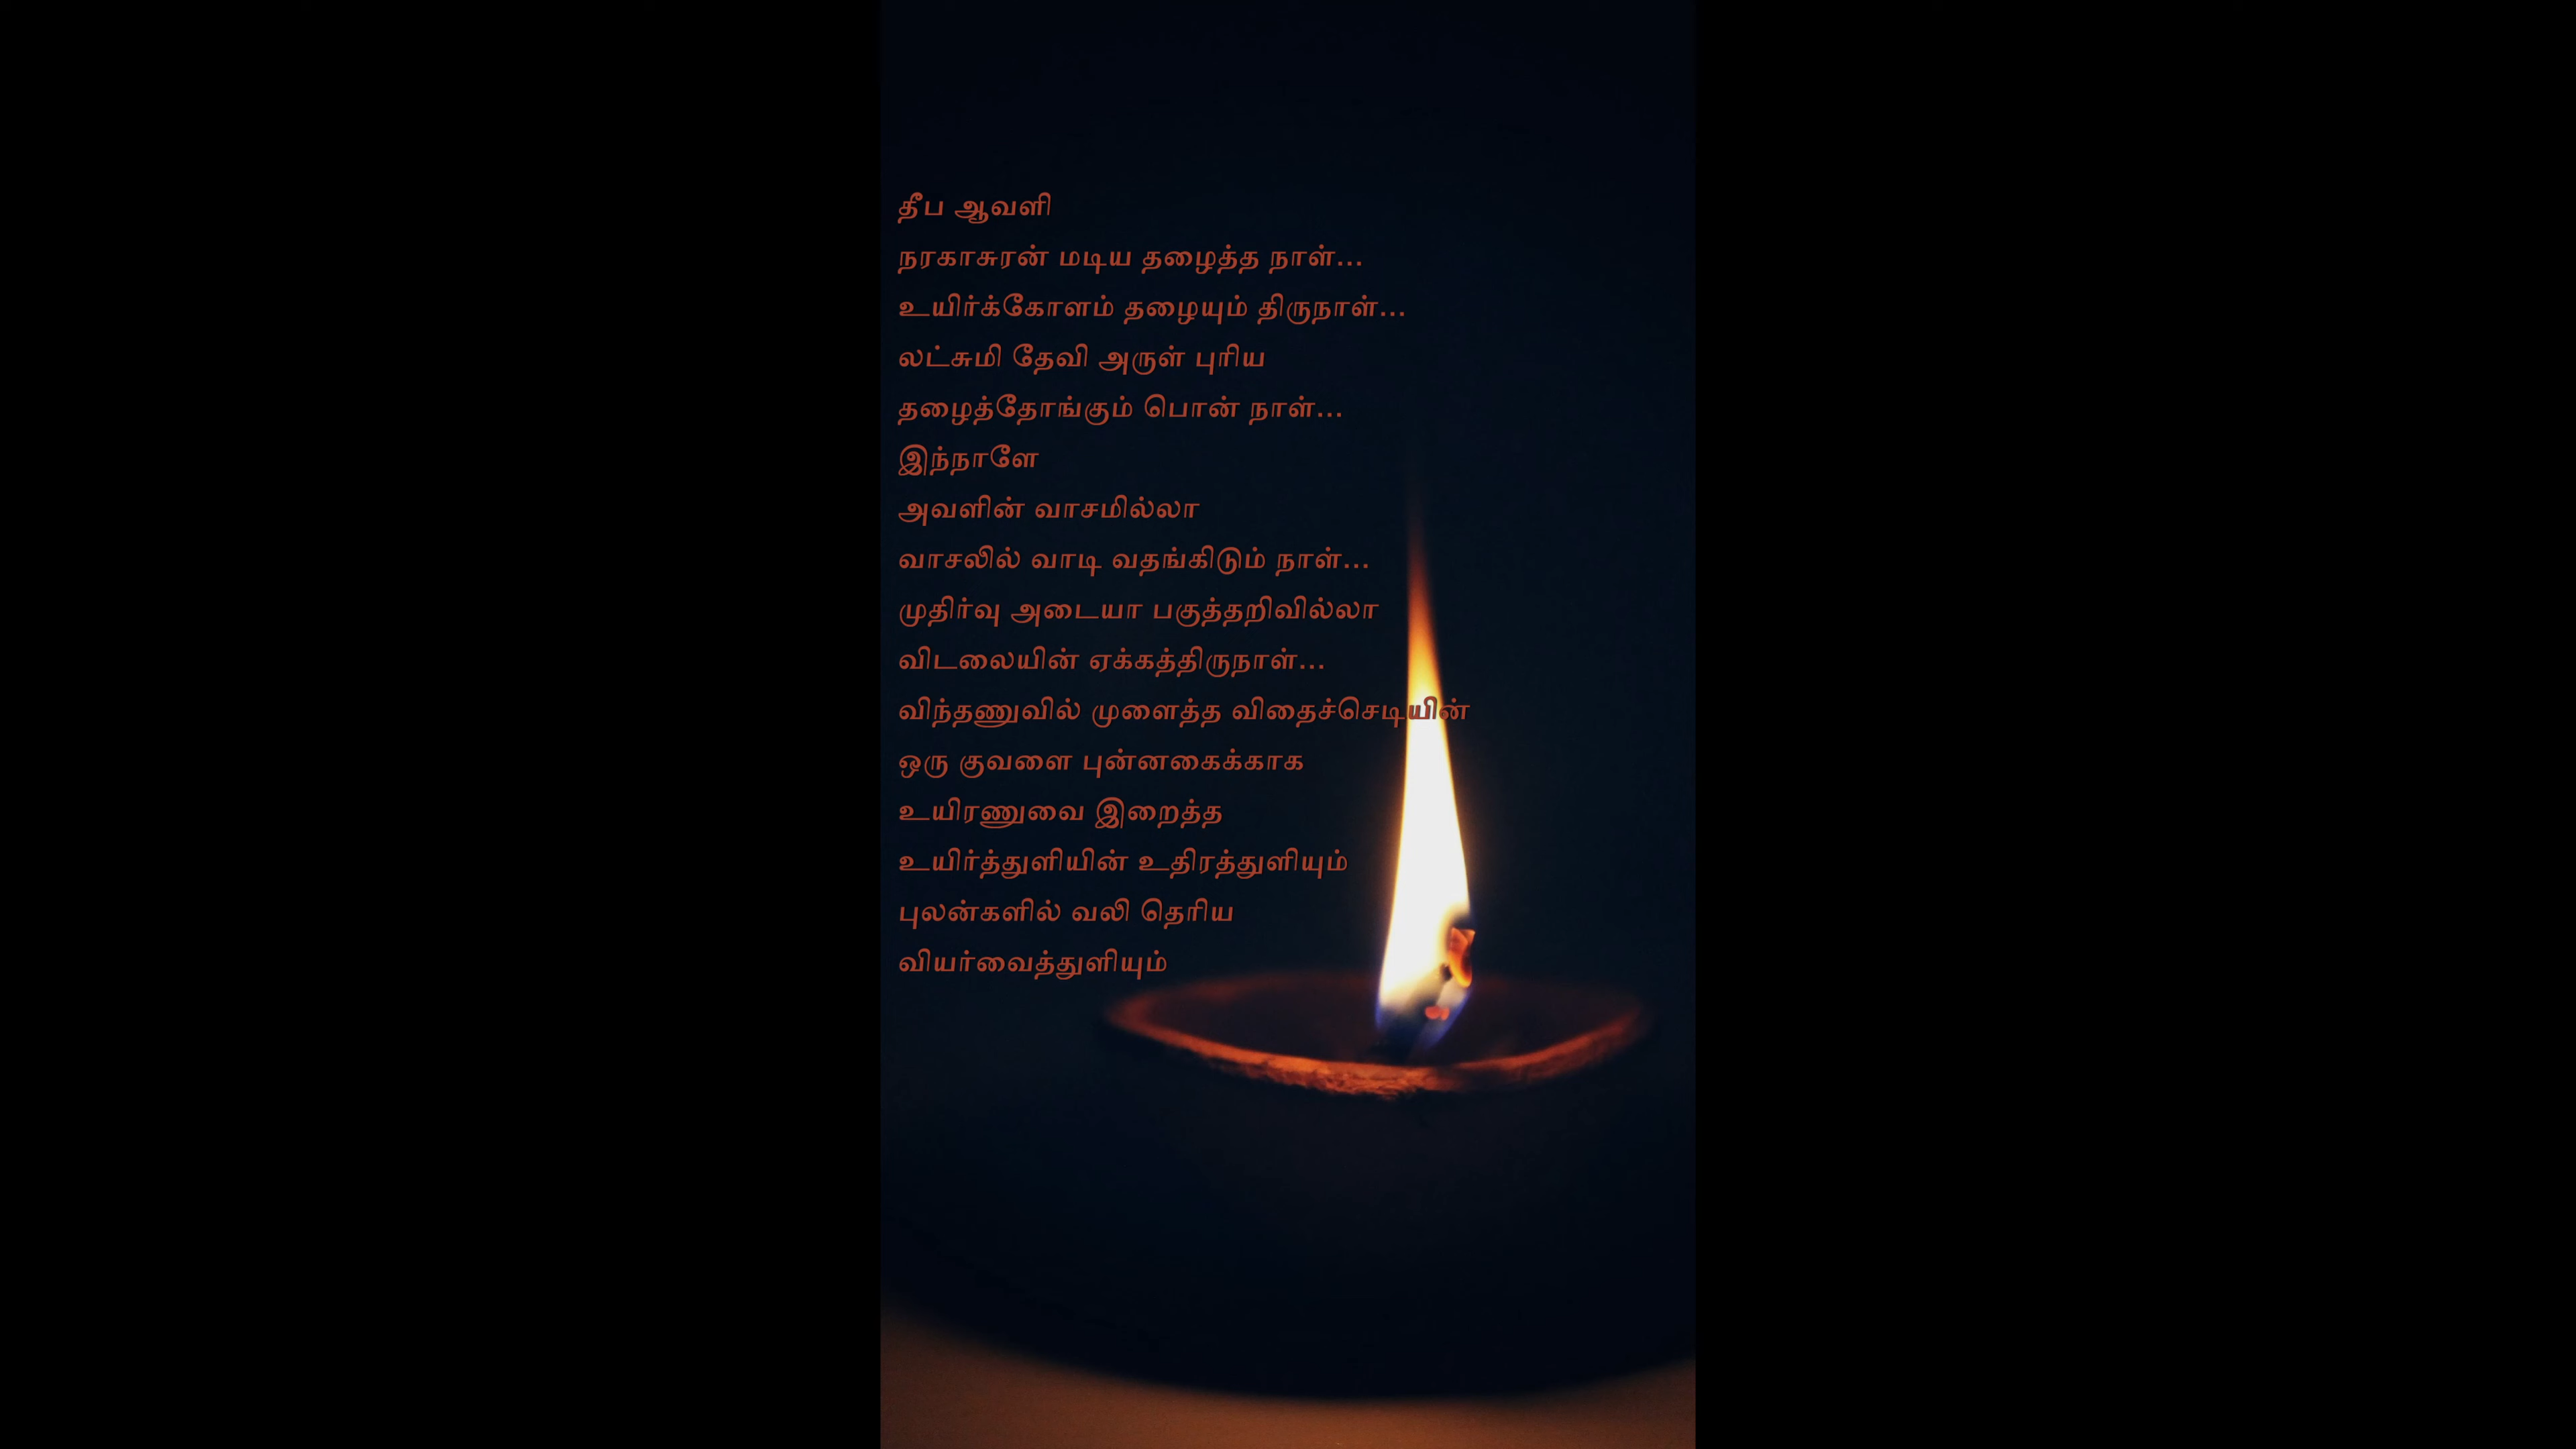 தீப ஆவளி
நரகாசுரன் மடிய தழைத்த நாள்...
உயிர்க்கோளம் தழையும் திருநாள்...
லட்சுமி தேவி அருள் புரிய
தழைத்தோங்கும் பொன் நாள்...
இந்நாளே
அவளின் வாசமில்லா
வாசலில் வாடி வதங்கிடும் நாள்...
முதிர்வு அடையா பகுத்தறிவில்லா
விடலையின் ஏக்கத்திருநாள்...
விந்தணுவில் முளைத்த விதைச்செடியின்
ஒரு குவளை புன்னகைக்காக
உயிரணுவை இறைத்த
உயிர்த்துளியின் உதிரத்துளியும்
புலன்களில் வலி தெரிய
வியர்வைத்துளியும்